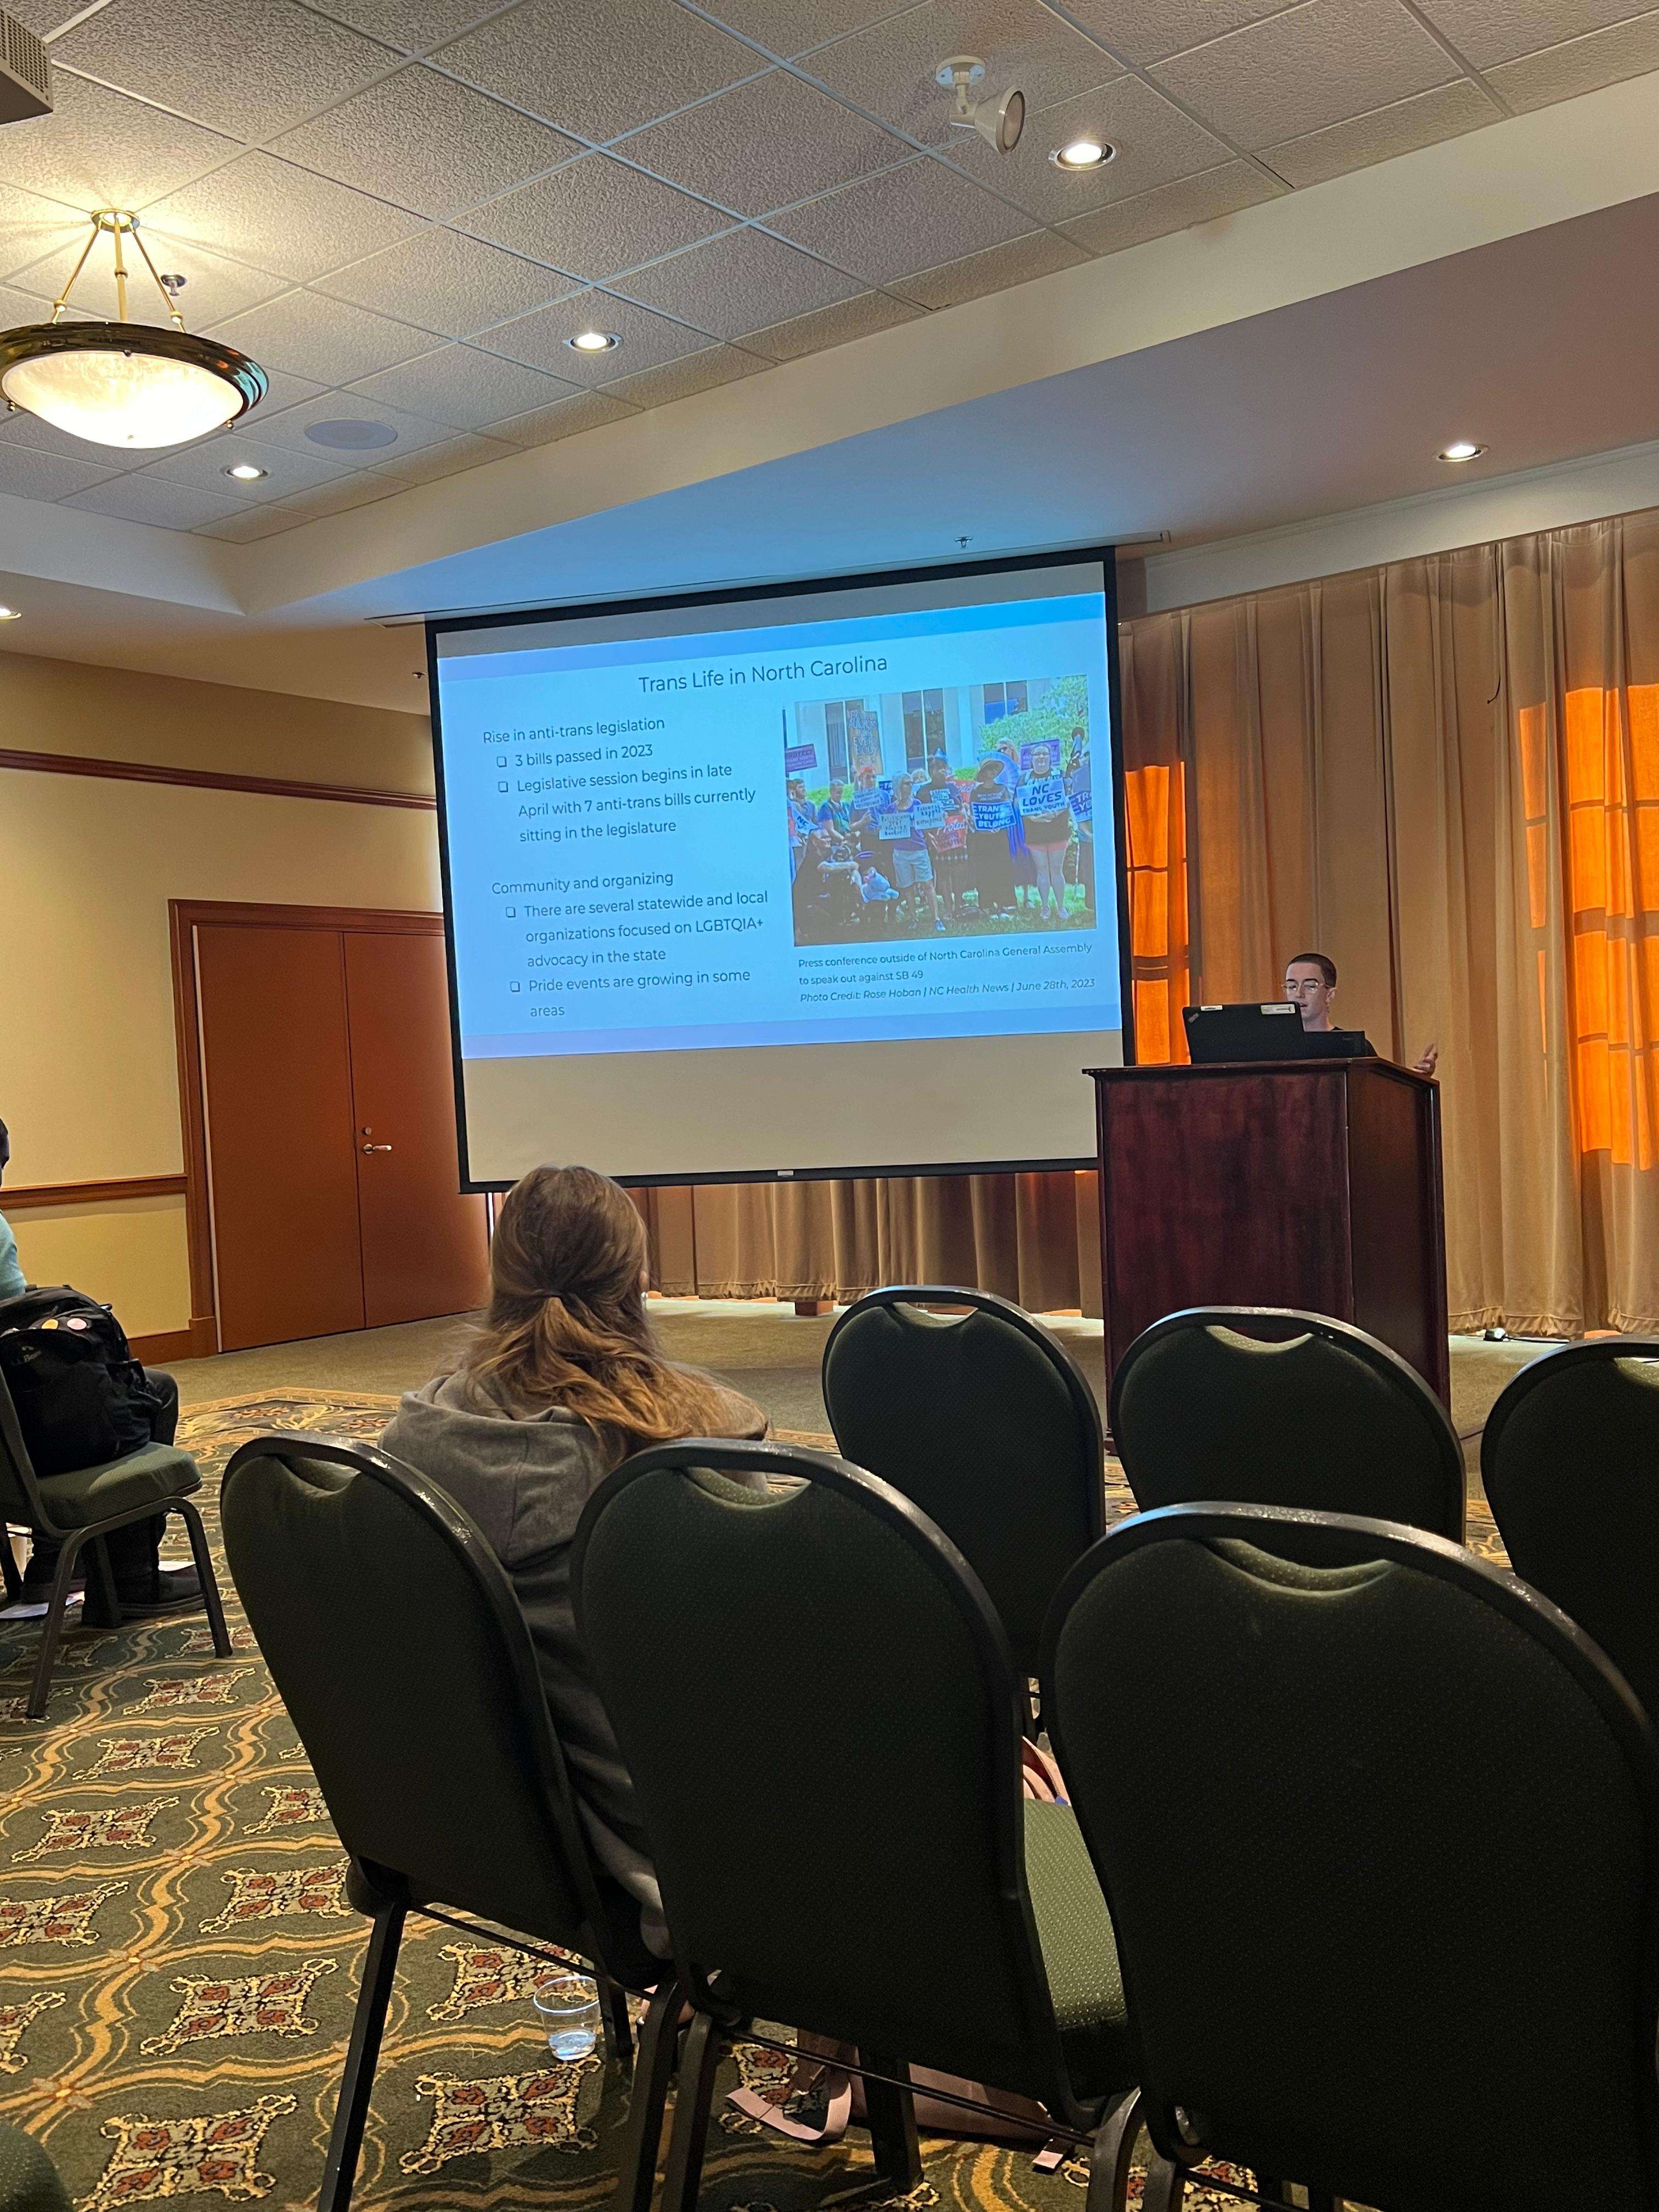 Trans Life in North Carolina
Rise in anti-trans legislation
❑ 3 bills passed in 2023
❑ Legislative session begins in late
April with 7 anti-trans bills currently
sitting in the legislature
Community and organizing
❑ There are several statewide and local
organizations focused on LGBTQIA+
advocacy in the state
❑ Pride events are growing in some
areas
NC
LOVES
TRANS YOUTH
TRANS
YOUTH
BELONG
Press conference outside of North Carolina General Assembly
to speak out against SB 49
Photo Credit: Rose Hoban | NC Health News | June 28th, 2023